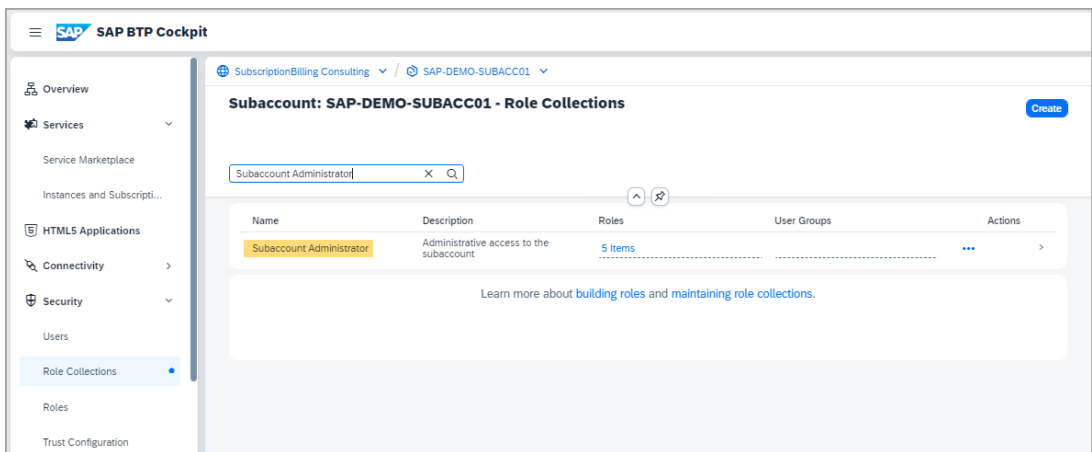 SAP SAP BTP Cockpit
Overview
Services
Service Marketplace
Instances and Subscripti...
HTML5 Applications
Connectivity
Security
Users
Role Collections
Roles
Trust Configuration
SubscriptionBilling Consulting / SAP-DEMO-SUBACC01
Subaccount: SAP-DEMO-SUBACC01 - Role Collections
Create
Subaccount Administrator
Name Description Roles User Groups Actions
Subaccount Administrator Administrative access to the 5 Items ...
subaccount
Learn more about building roles and maintaining role collections.